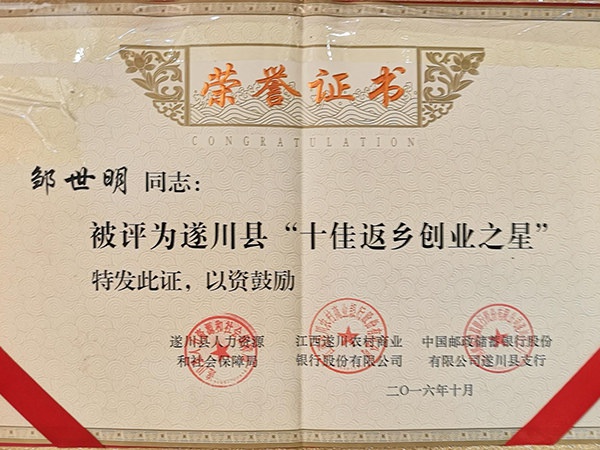 荣誉证书
CONGRATULATION
邹世明 同志：
被评为遂川县“十佳返乡创业之星”
特发此证，以资鼓励
遂川县人力资源 江西遂川农村商业 中国邮政储蓄银行股份
和社会保障局 银行股份有限公司 有限公司遂川县支行
二〇一六年十月